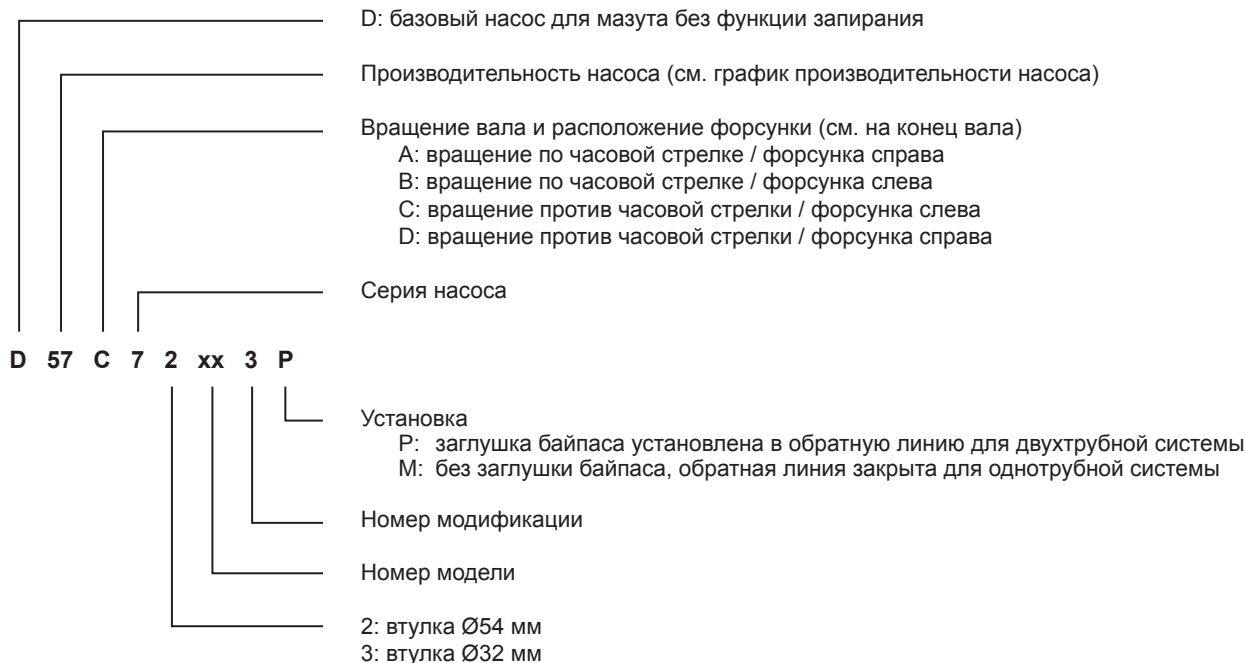 D: базовый насос для мазута без функции запирания
Производительность насоса (см. график производительности насоса)
Вращение вала и расположение форсунки (см. на конец вала)
A: вращение по часовой стрелке / форсунка справа
B: вращение по часовой стрелке / форсунка слева
C: вращение против часовой стрелки / форсунка слева
D: вращение против часовой стрелки / форсунка справа
Серия насоса
D 57 C 7 2 xx 3 P
Установка
P: заглушка байпаса установлена в обратную линию для двухтрубной системы
M: без заглушки байпаса, обратная линия закрыта для однотрубной системы
Номер модификации
Номер модели
2: втулка Ø54 мм
3: втулка Ø32 мм